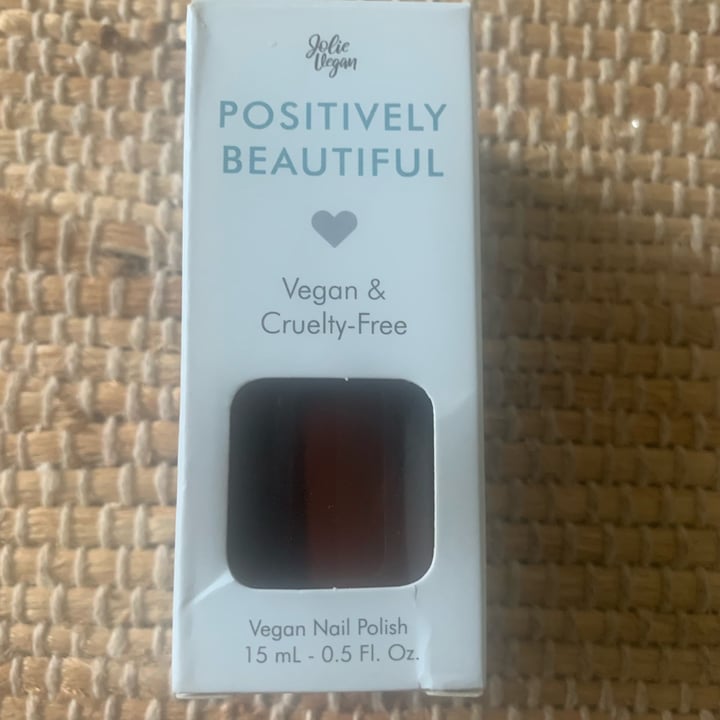 Jolie
Vegan
POSITIVELY
BEAUTIFUL
Vegan &
Cruelty-Free
Vegan Nail Polish
15 mL - 0.5 Fl. Oz.